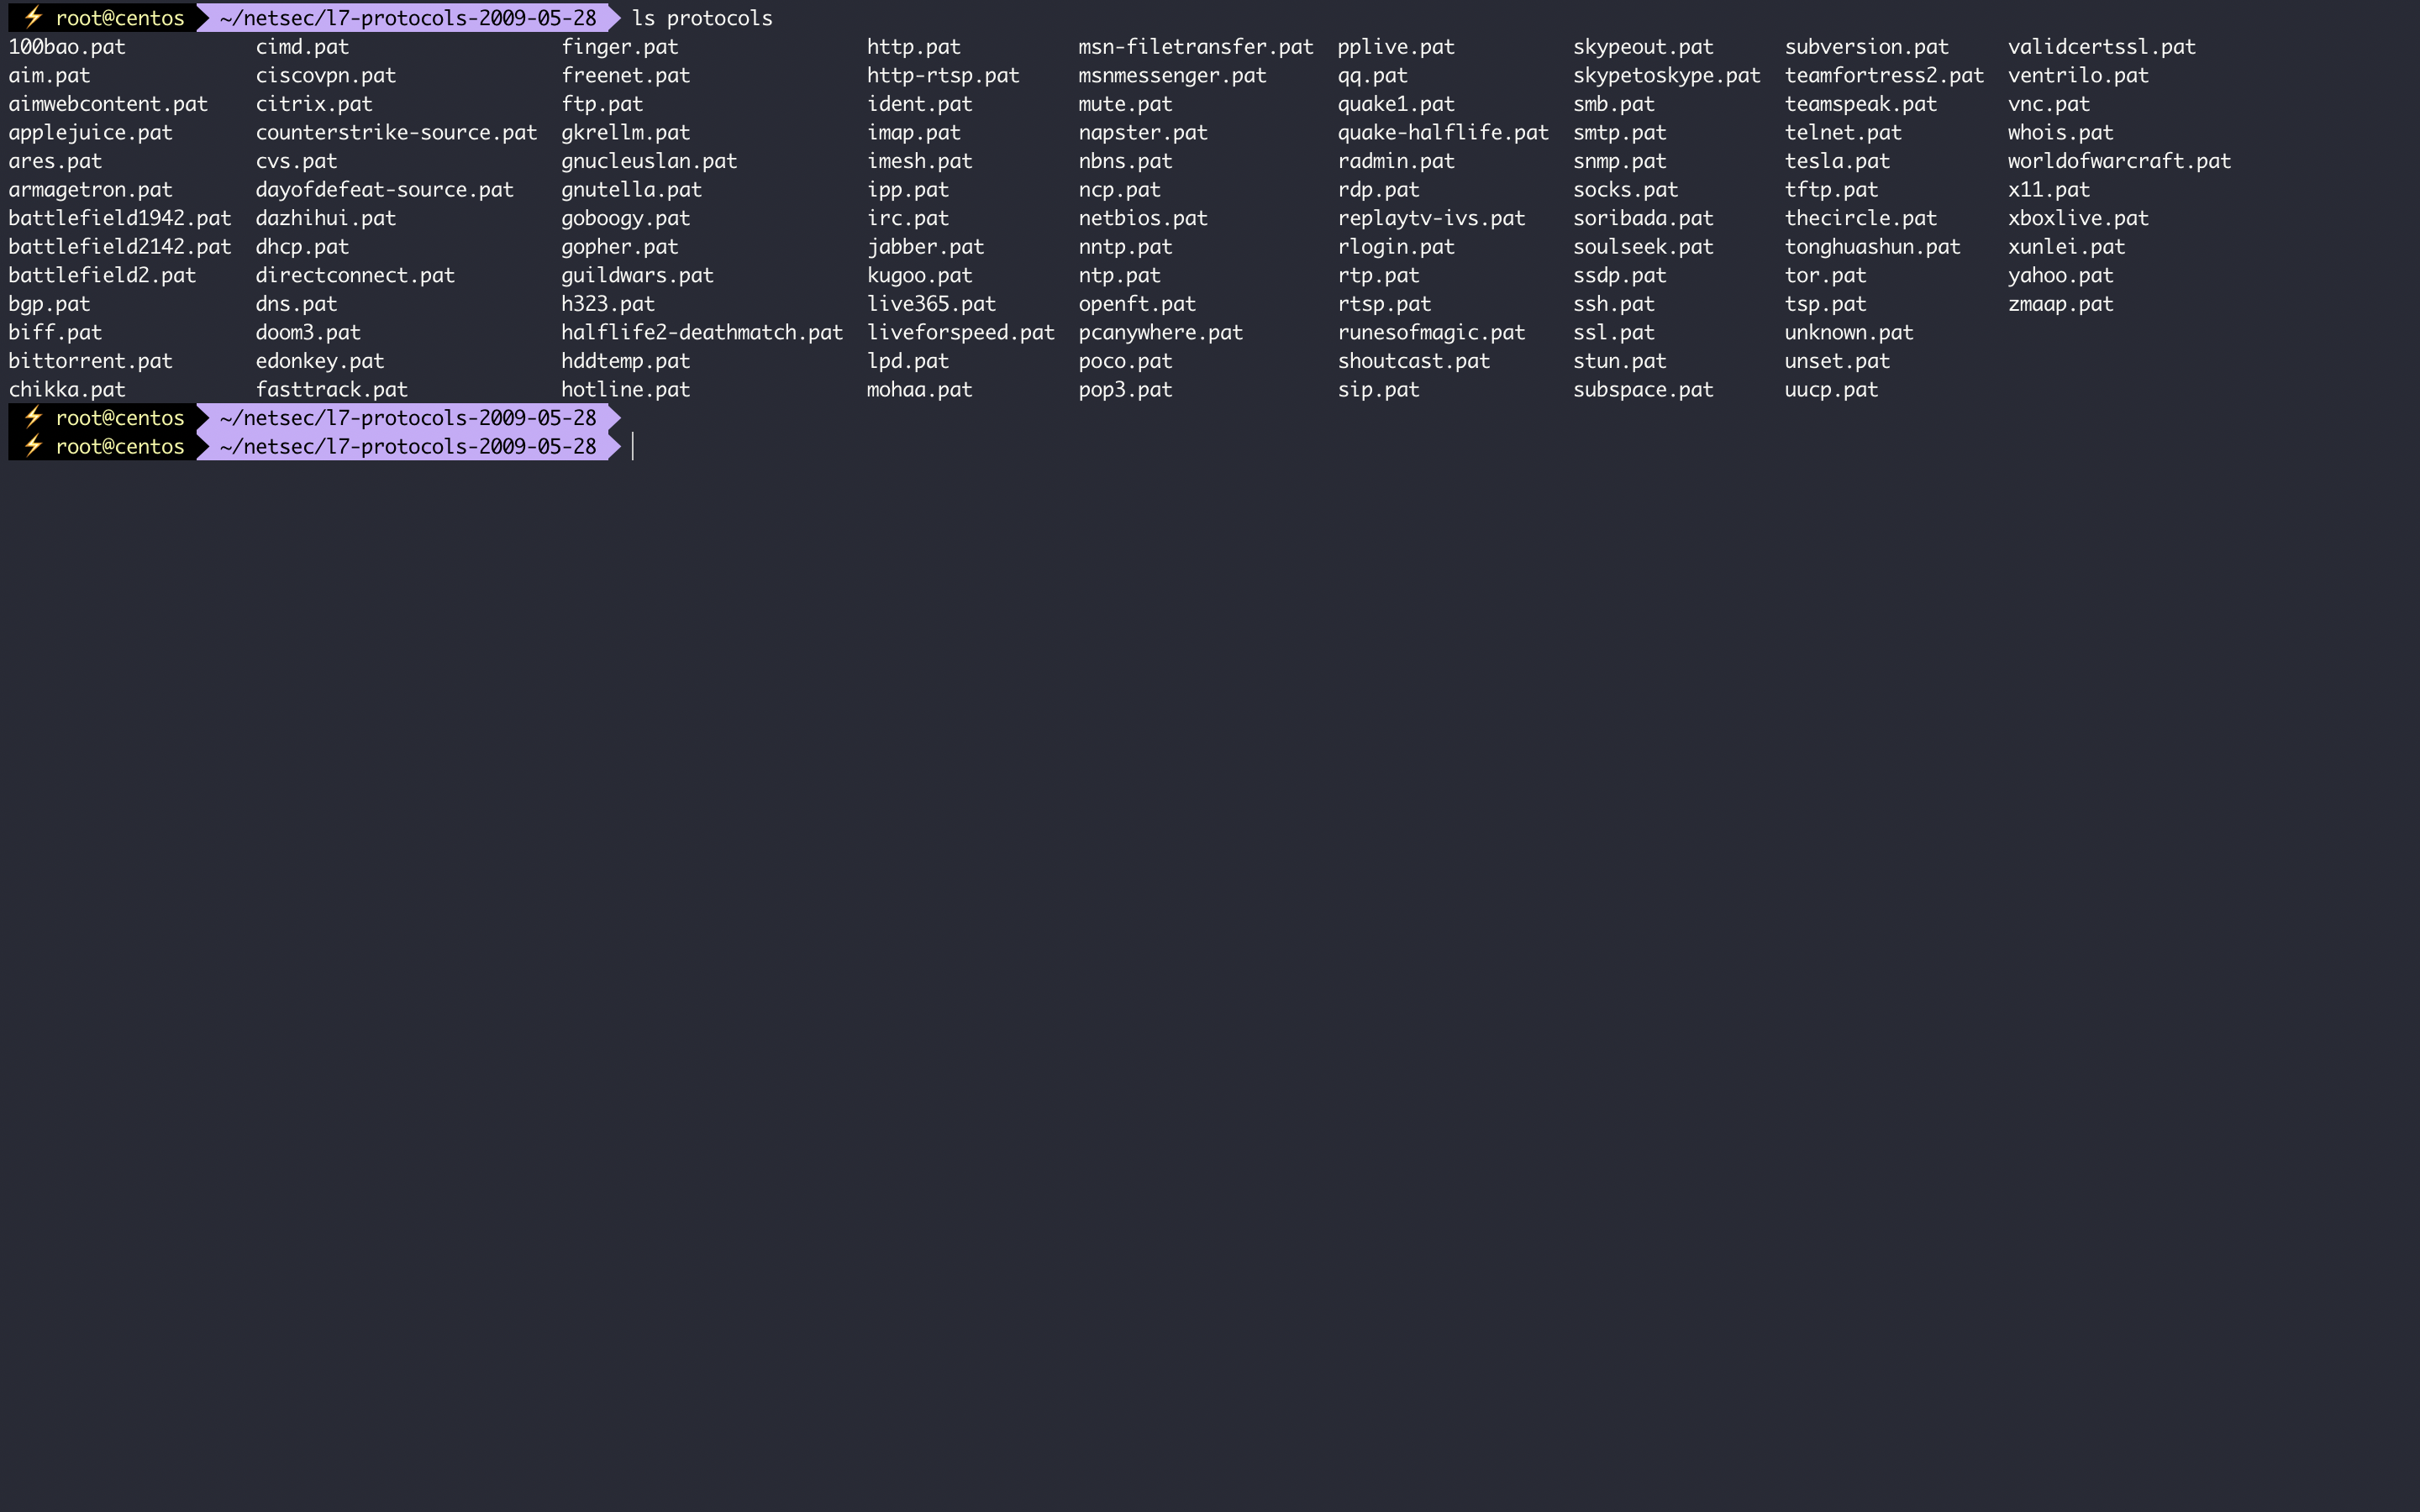 ⚡ root@centos ~/netsec/l7-protocols-2009-05-28 ls protocols
100bao.pat cimd.pat finger.pat http.pat msn-filetransfer.pat pplive.pat skypeout.pat subversion.pat validcertssl.pat
aim.pat ciscovpn.pat freenet.pat http-rtsp.pat msnmessenger.pat qq.pat skypetoskype.pat teamfortress2.pat ventrilo.pat
aimwebcontent.pat citrix.pat ftp.pat ident.pat mute.pat quake1.pat smb.pat teamspeak.pat vnc.pat
applejuice.pat counterstrike-source.pat gkrellm.pat imap.pat napster.pat quake-halflife.pat smtp.pat telnet.pat whois.pat
ares.pat cvs.pat gnucleuslan.pat imesh.pat nbns.pat radmin.pat snmp.pat tesla.pat worldofwarcraft.pat
armagetron.pat dayofdefeat-source.pat gnutella.pat ipp.pat ncp.pat rdp.pat socks.pat tftp.pat x11.pat
battlefield1942.pat dazhihui.pat goboogy.pat irc.pat netbios.pat replaytv-ivs.pat soribada.pat thecircle.pat xboxlive.pat
battlefield2142.pat dhcp.pat gopher.pat jabber.pat nntp.pat rlogin.pat soulseek.pat tonghuashun.pat xunlei.pat
battlefield2.pat directconnect.pat guildwars.pat kugoo.pat ntp.pat rtp.pat ssdp.pat tor.pat yahoo.pat
bgp.pat dns.pat h323.pat live365.pat openft.pat rtsp.pat ssh.pat tsp.pat zmaap.pat
biff.pat doom3.pat halflife2-deathmatch.pat liveforspeed.pat pcanywhere.pat runesofmagic.pat ssl.pat unknown.pat
bittorrent.pat edonkey.pat hddtemp.pat lpd.pat poco.pat shoutcast.pat stun.pat unset.pat
chikka.pat fasttrack.pat hotline.pat mohaa.pat pop3.pat sip.pat subspace.pat uucp.pat
⚡ root@centos ~/netsec/l7-protocols-2009-05-28
⚡ root@centos ~/netsec/l7-protocols-2009-05-28